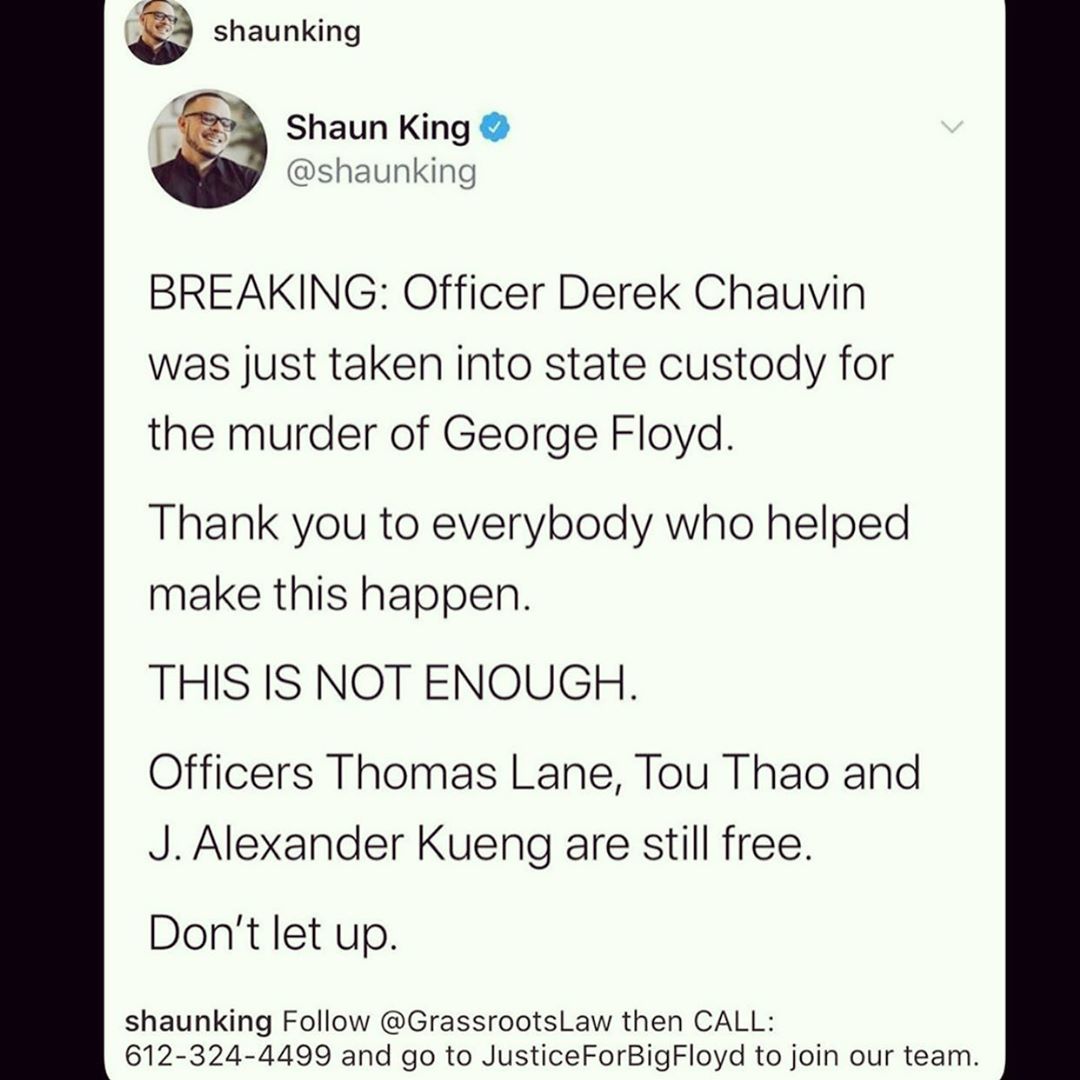 shaunking
Shaun King
@shaunking
BREAKING: Officer Derek Chauvin
was just taken into state custody for
the murder of George Floyd.
Thank you to everybody who helped
make this happen.
THIS IS NOT ENOUGH.
Officers Thomas Lane, Tou Thao and
J. Alexander Kueng are still free.
Don’t let up.
shaunking Follow @GrassrootsLaw then CALL:
612-324-4499 and go to JusticeForBigFloyd to join our team.